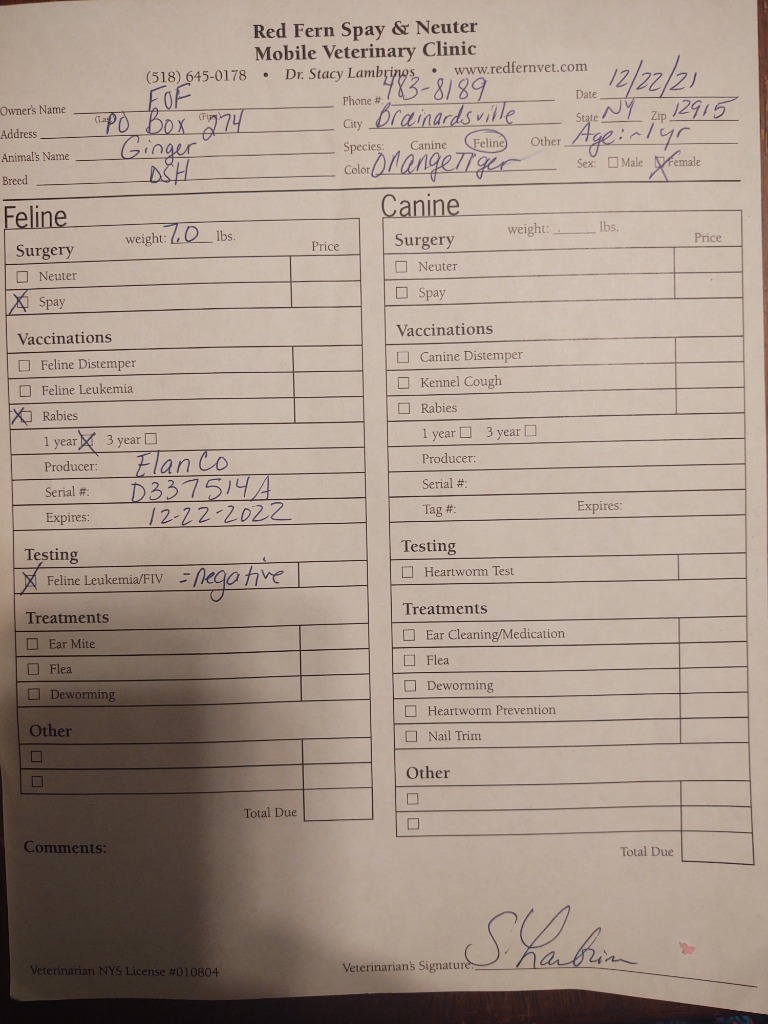 Red Fern Spay & Neuter
Mobile Veterinary Clinic
(518) 645-0178 • Dr. Stacy Lambrinos • www.redfernvet.com
Owner's Name FOF Phone # 483-8189 Date 12/22/21
(Last) (First)
Address PO Box 274 City Brainardsville State NY Zip 12915
Animal's Name Ginger Species: Canine Feline Other Age: ~1yr
Breed DSH Color Orange Tiger Sex: Male Female
Feline
Surgery weight: 7.0 lbs. Price
Neuter
Spay
Vaccinations
Feline Distemper
Feline Leukemia
Rabies
1 year 3 year
Producer: Elanco
Serial #: D337514A
Expires: 12-22-2022
Testing
Feline Leukemia/FIV = negative
Treatments
Ear Mite
Flea
Deworming
Other
Total Due
Comments:
Canine
Surgery weight: lbs. Price
Neuter
Spay
Vaccinations
Canine Distemper
Kennel Cough
Rabies
1 year 3 year
Producer:
Serial #:
Tag #: Expires:
Testing
Heartworm Test
Treatments
Ear Cleaning/Medication
Flea
Deworming
Heartworm Prevention
Nail Trim
Other
Total Due
Veterinarian NYS License #010804 Veterinarian's Signature: